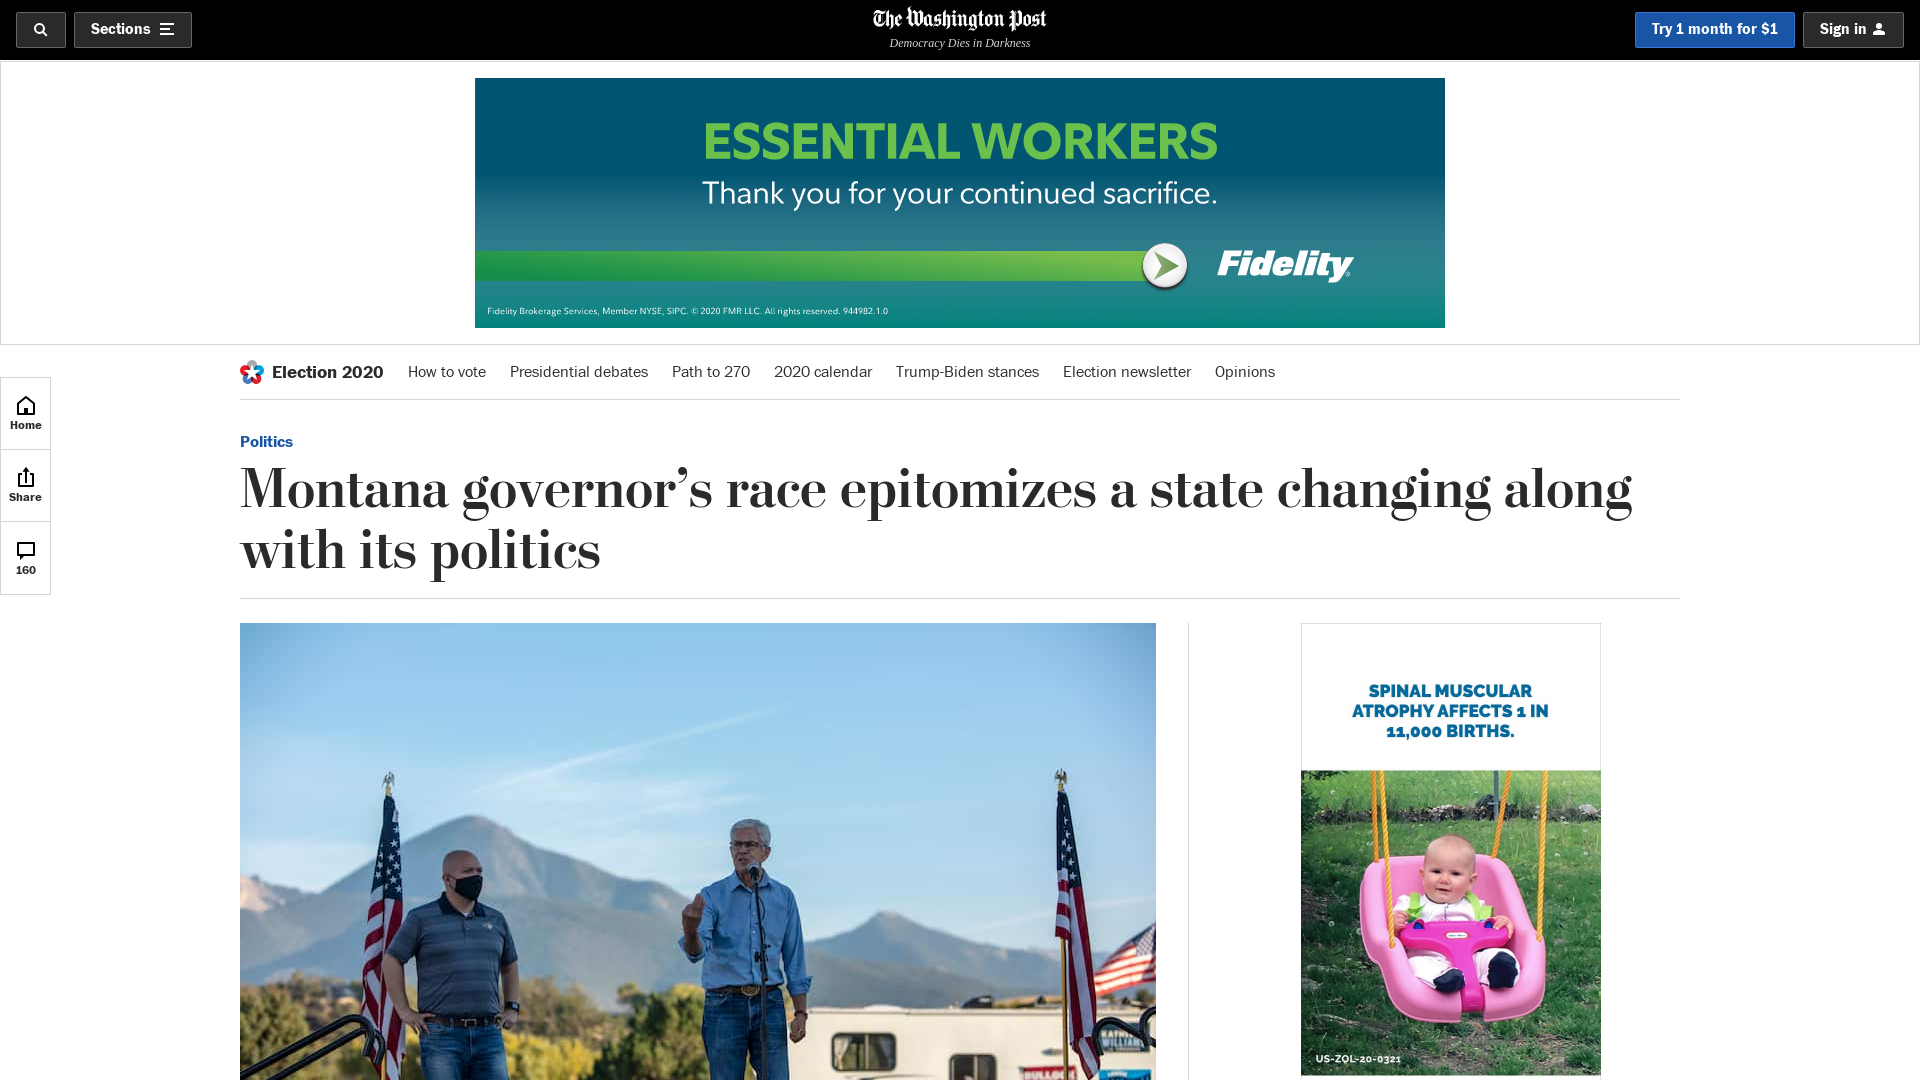 Sections
The Washington Post
Democracy Dies in Darkness
Try 1 month for $1
Sign in
ESSENTIAL WORKERS
Thank you for your continued sacrifice.
Fidelity
Fidelity Brokerage Services, Member NYSE, SIPC. © 2020 FMR LLC. All rights reserved. 944982.1.0
Election 2020 How to vote Presidential debates Path to 270 2020 calendar Trump-Biden stances Election newsletter Opinions
Home
Share
160
Politics
Montana governor’s race epitomizes a state changing along
with its politics
SPINAL MUSCULAR
ATROPHY AFFECTS 1 IN
11,000 BIRTHS.
US-ZOL-20-0321
WILLIAMS
BULLOCK